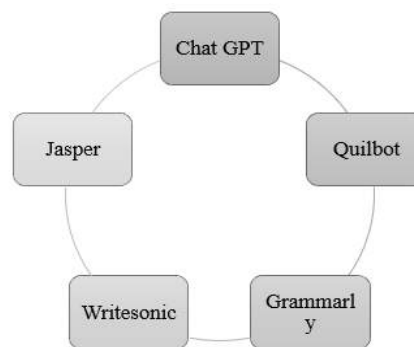 Chat GPT
Jasper
Quilbot
Writesonic
Grammarl
y